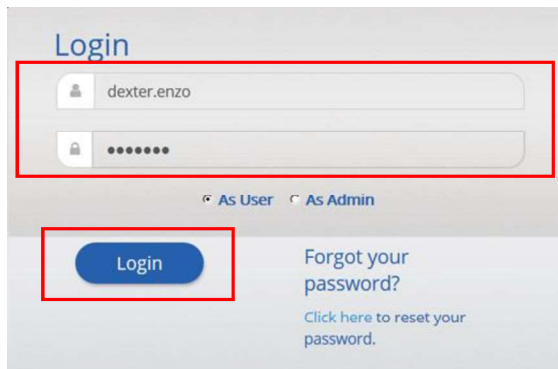 Login
dexter.enzo
•••••••
As User As Admin
Login
Forgot your
password?
Click here to reset your
password.